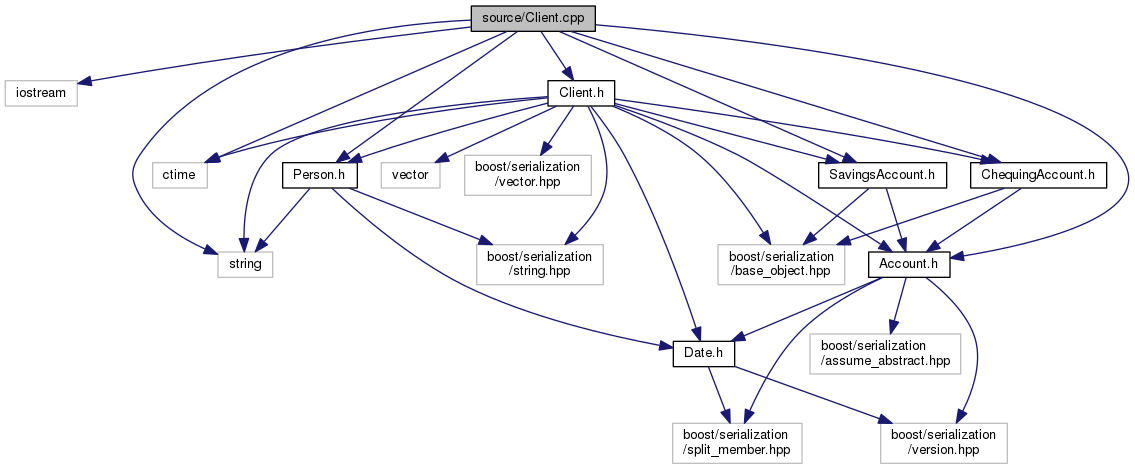 source/Client.cpp
iostream
Client.h
ctime
Person.h
vector
boost/serialization
/vector.hpp
SavingsAccount.h
ChequingAccount.h
string
boost/serialization
/string.hpp
boost/serialization
/base_object.hpp
Account.h
Date.h
boost/serialization
/assume_abstract.hpp
boost/serialization
/split_member.hpp
boost/serialization
/version.hpp